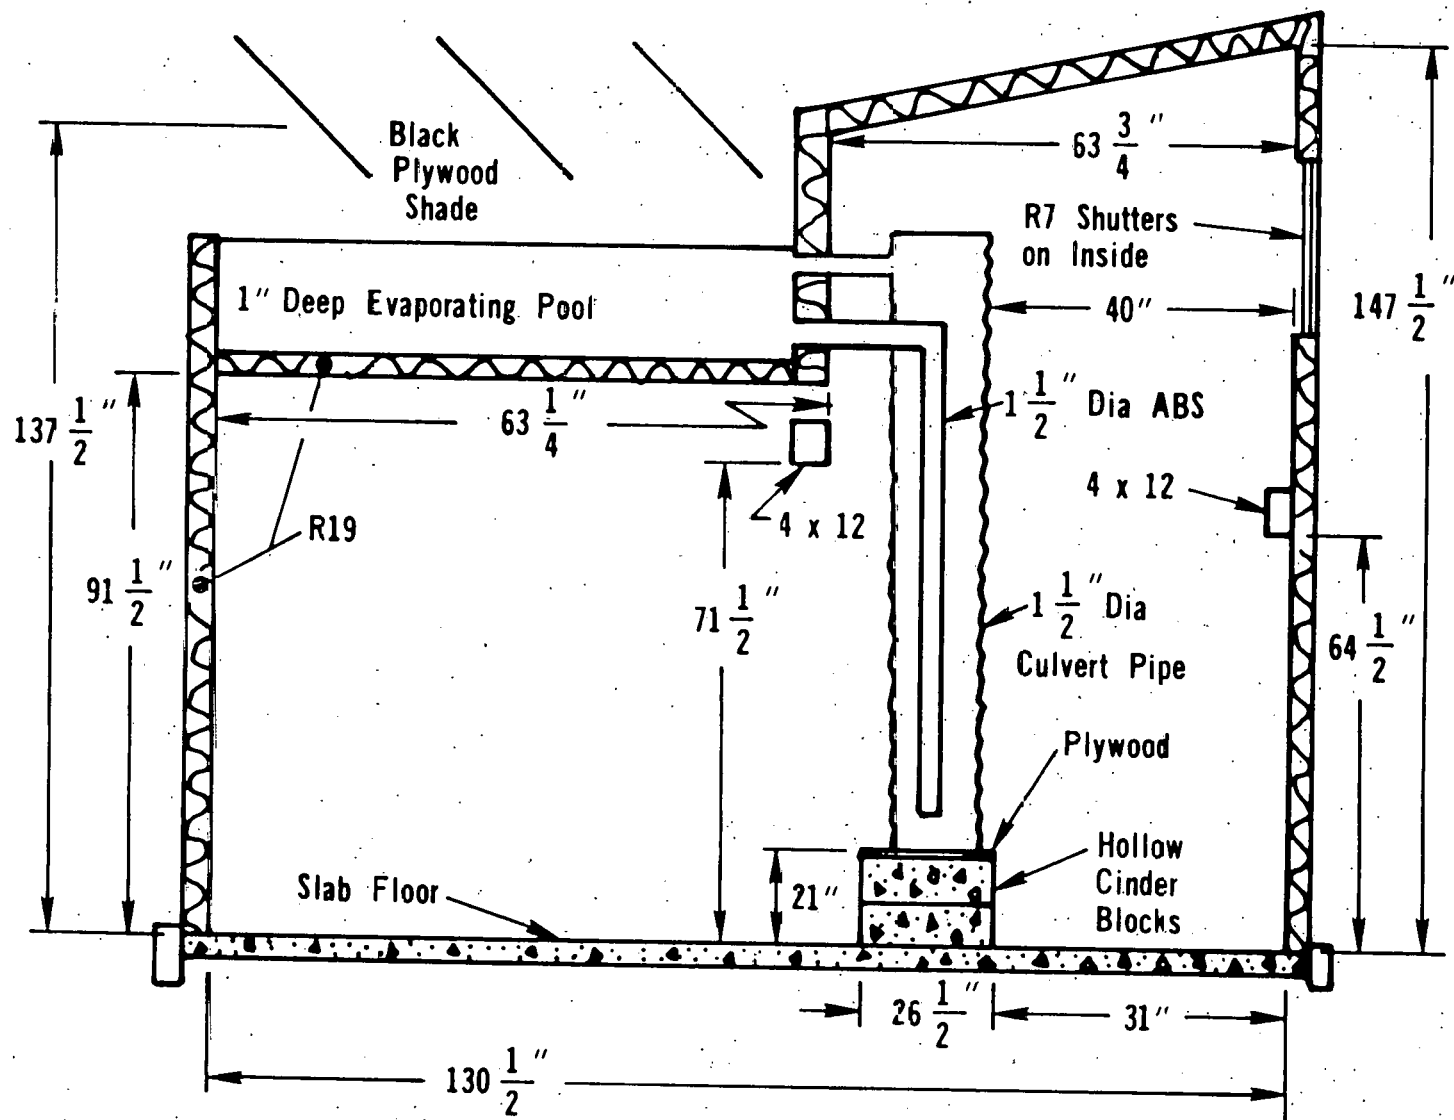 Black
Plywood
Shade
63 3/4"
R7 Shutters
on Inside
1" Deep Evaporating Pool
40"
147 1/2"
137 1/2"
63 1/4"
1 1/2" Dia ABS
4 x 12
4 x 12
R19
91 1/2"
71 1/2"
1 1/2" Dia
Culvert Pipe
64 1/2"
Plywood
Hollow
Cinder
Blocks
Slab Floor
21"
26 1/2"
31"
130 1/2"